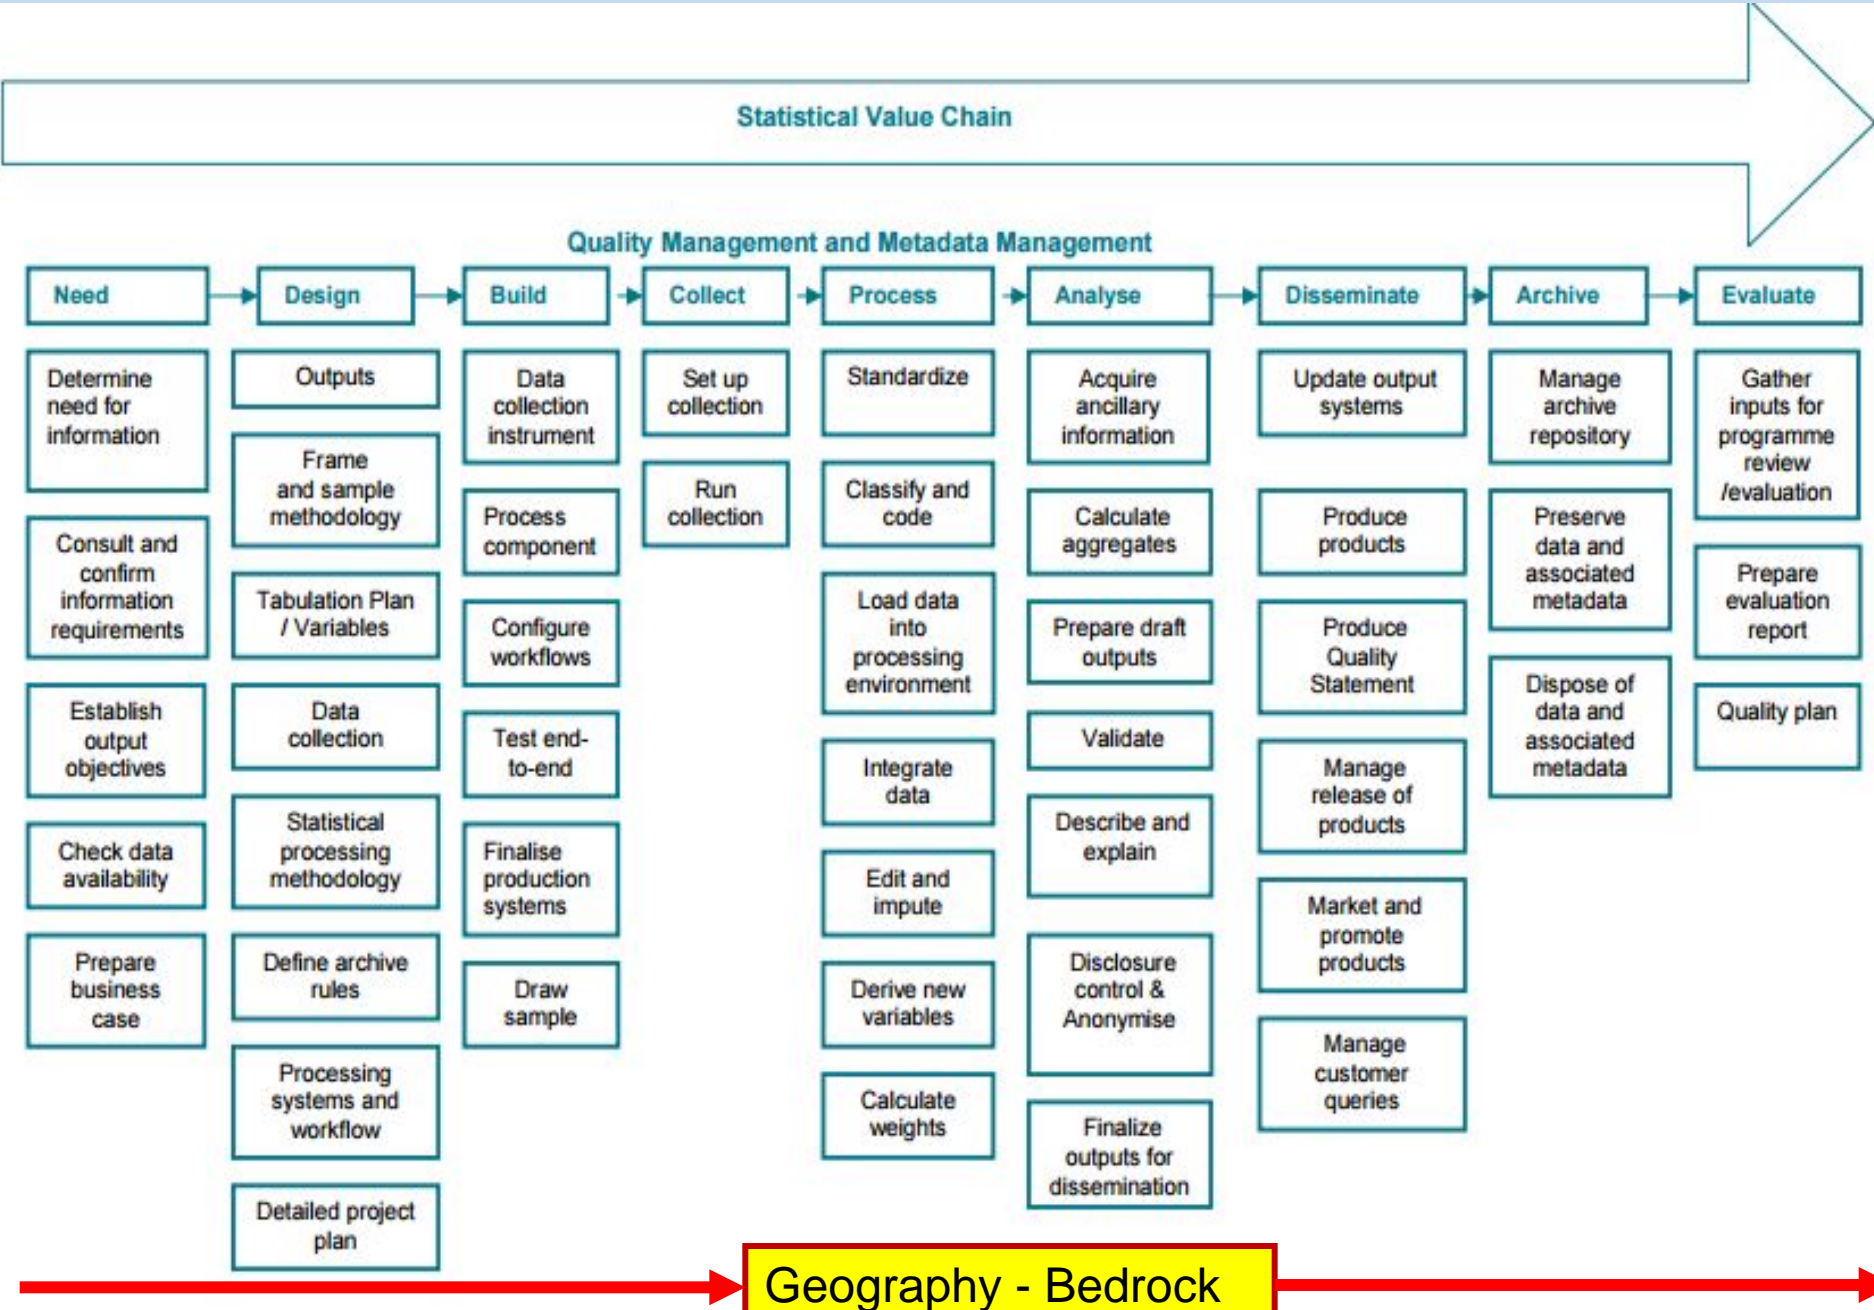 Statistical Value Chain
Quality Management and Metadata Management
Need
Design
Build
Collect
Process
Analyse
Disseminate
Archive
Evaluate
Determine
need for
information
Consult and
confirm
information
requirements
Establish
output
objectives
Check data
availability
Prepare
business
case
Outputs
Frame
and sample
methodology
Tabulation Plan
/ Variables
Data
collection
Statistical
processing
methodology
Define archive
rules
Processing
systems and
workflow
Detailed project
plan
Data
collection
instrument
Process
component
Configure
workflows
Test end-
to-end
Finalise
production
systems
Draw
sample
Set up
collection
Run
collection
Standardize
Classify and
code
Load data
into
processing
environment
Integrate
data
Edit and
impute
Derive new
variables
Calculate
weights
Acquire
ancillary
information
Calculate
aggregates
Prepare draft
outputs
Validate
Describe and
explain
Disclosure
control &
Anonymise
Finalize
outputs for
dissemination
Update output
systems
Produce
products
Produce
Quality
Statement
Manage
release of
products
Market and
promote
products
Manage
customer
queries
Manage
archive
repository
Preserve
data and
associated
metadata
Dispose of
data and
associated
metadata
Gather
inputs for
programme
review
/evaluation
Prepare
evaluation
report
Quality plan
Geography - Bedrock